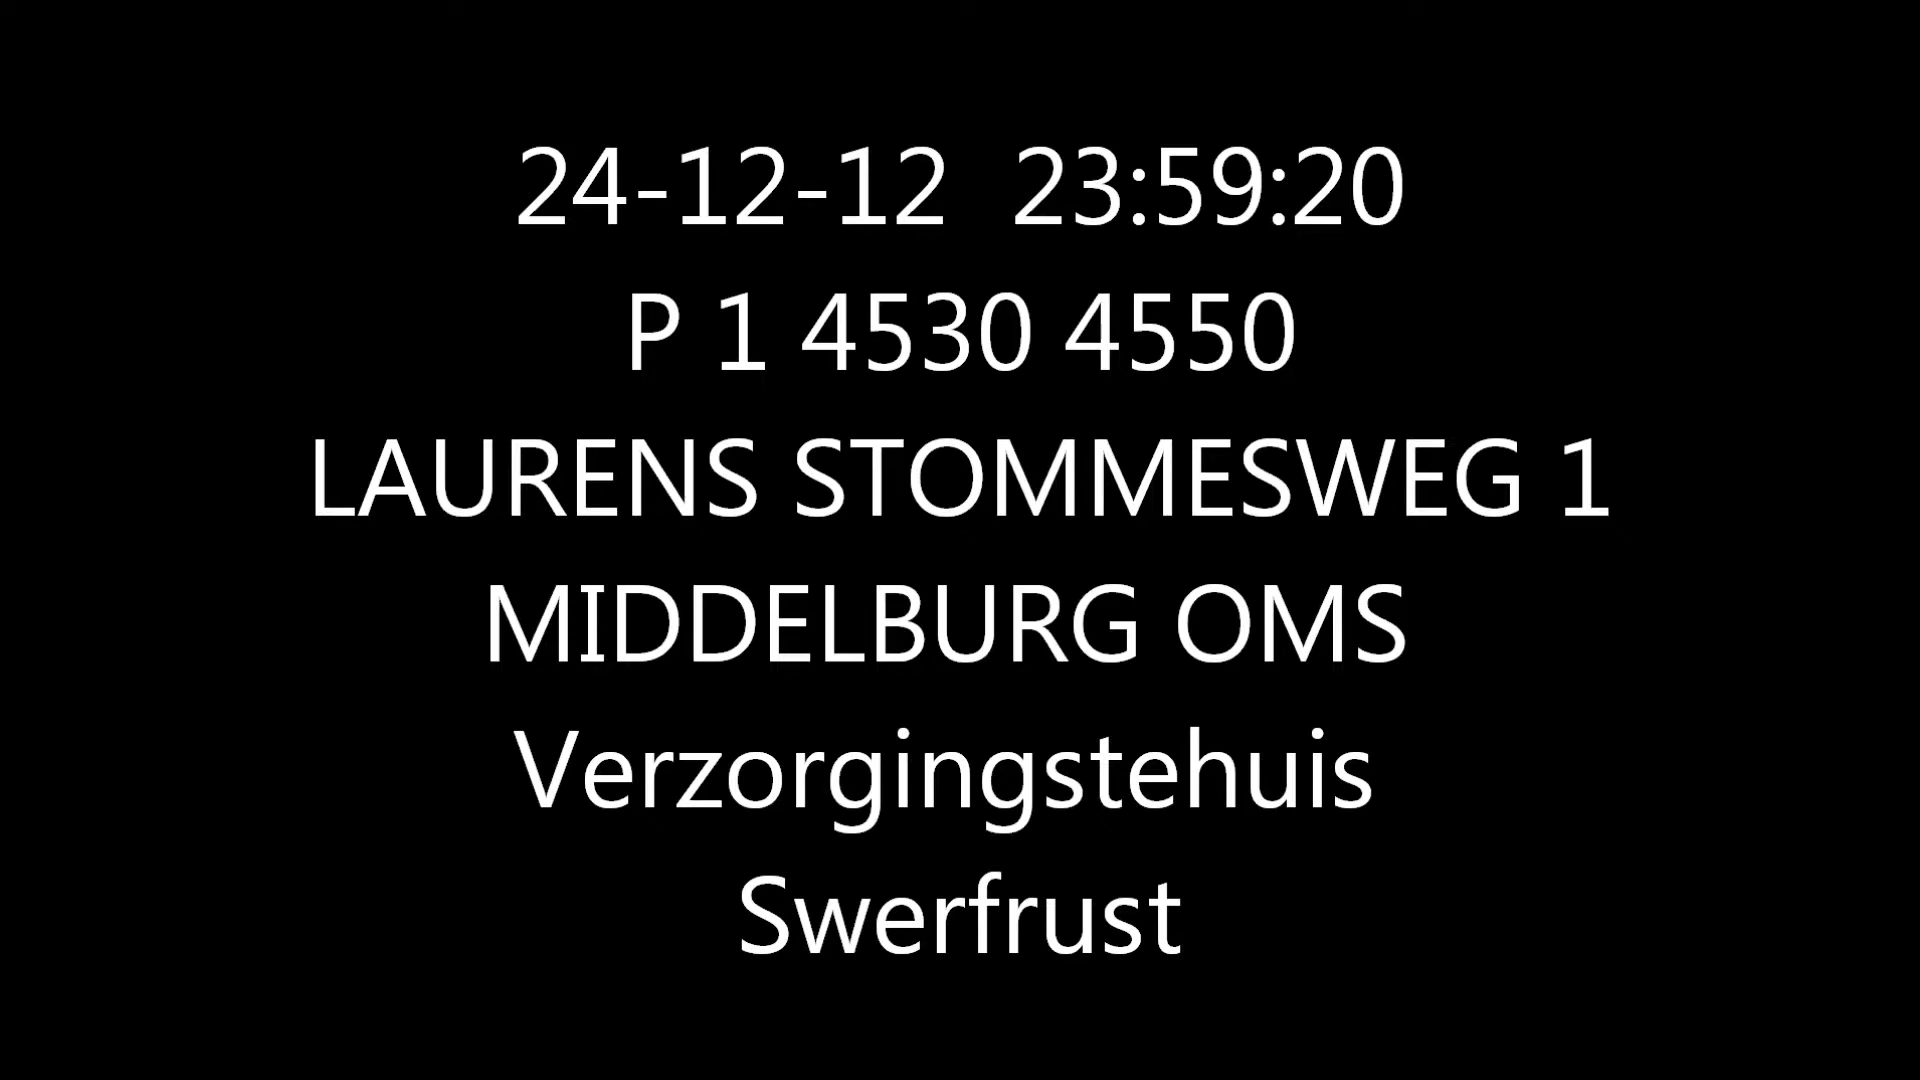 24-12-12  23:59:20
P 1 4530 4550
LAURENS STOMMESWEG 1
MIDDELBURG OMS
Verzorgingstehuis
Swerfrust